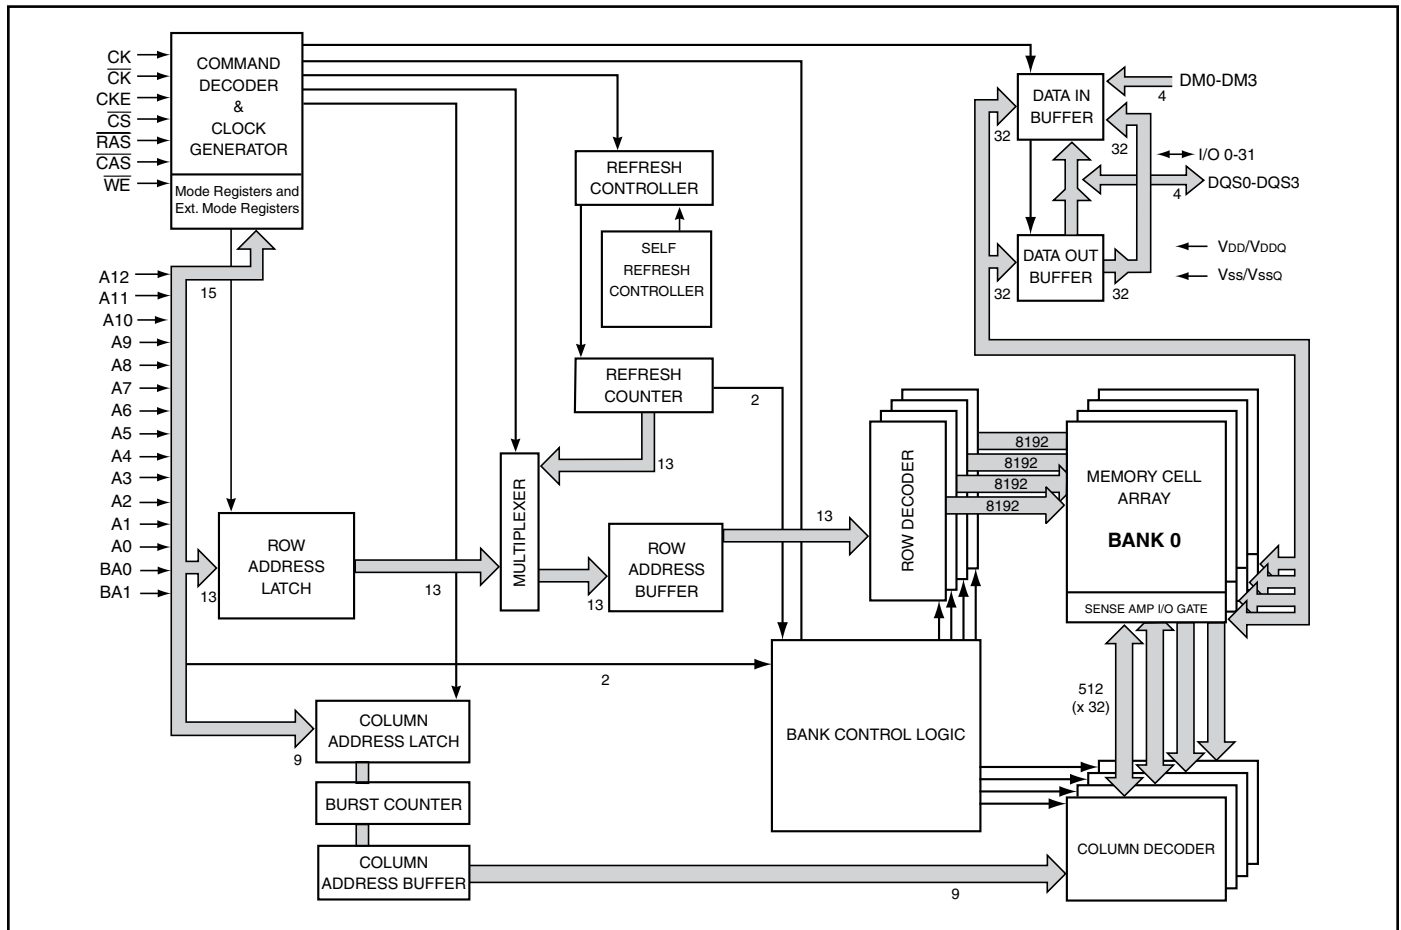 CK
CK
CKE
CS
RAS
CAS
WE
COMMAND
DECODER
&
CLOCK
GENERATOR
Mode Registers and
Ext. Mode Registers
A12
A11
A10
A9
A8
A7
A6
A5
A4
A3
A2
A1
A0
BA0
BA1
15
13
ROW
ADDRESS
LATCH
13
REFRESH
CONTROLLER
SELF
REFRESH
CONTROLLER
REFRESH
COUNTER
2
13
MULTIPLEXER
13
ROW
ADDRESS
BUFFER
13
ROW DECODER
8192
8192
8192
8192
MEMORY CELL
ARRAY
BANK 0
SENSE AMP I/O GATE
DATA IN
BUFFER
DM0-DM3
4
32
32
I/O 0-31
DQS0-DQS3
4
DATA OUT
BUFFER
32
32
VDD/VDDQ
VSS/VSSQ
2
BANK CONTROL LOGIC
512
(x 32)
9
COLUMN
ADDRESS LATCH
BURST COUNTER
COLUMN
ADDRESS BUFFER
9
COLUMN DECODER